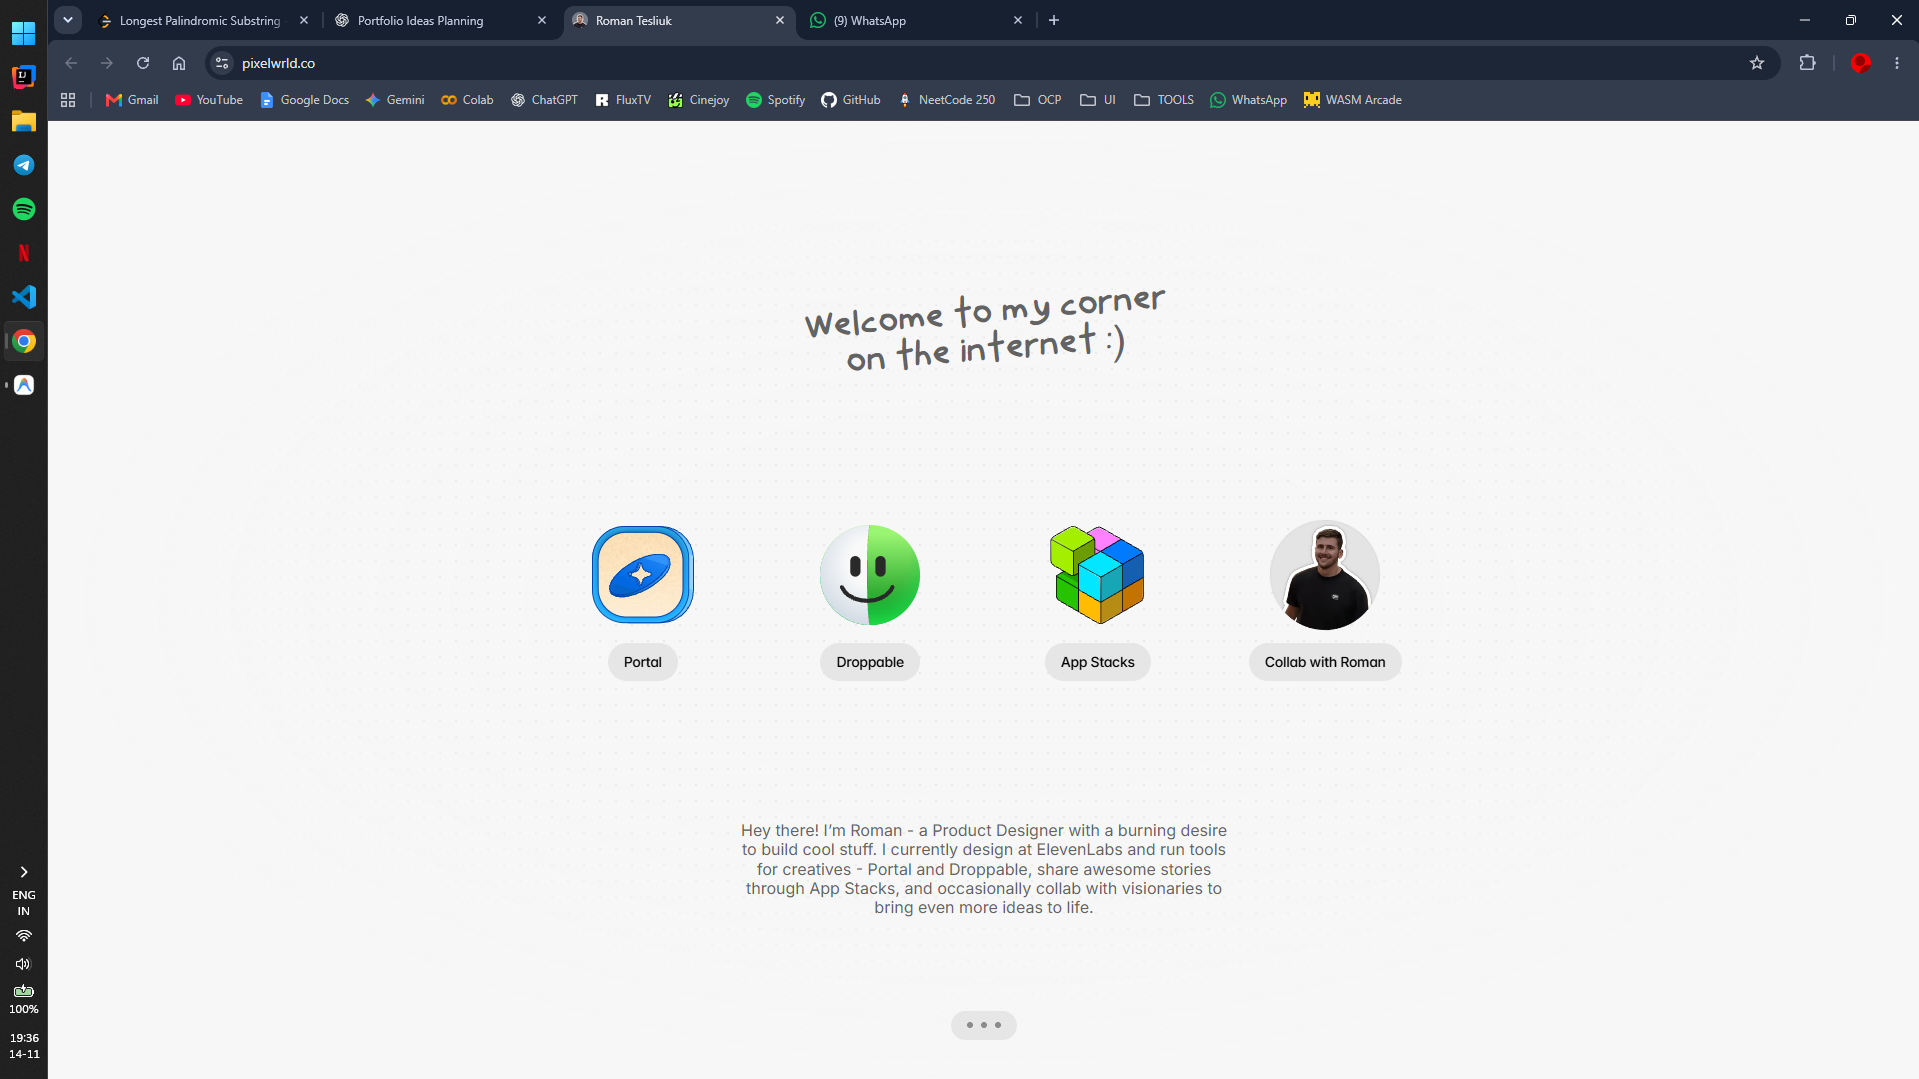 Longest Palindromic Substring
Portfolio Ideas Planning
Roman Tesliuk
(9) WhatsApp
pixelwrld.co
Gmail
YouTube
Google Docs
Gemini
Colab
ChatGPT
FluxTV
Cinejoy
Spotify
GitHub
NeetCode 250
OCP
UI
TOOLS
WhatsApp
WASM Arcade
Welcome to my corner
on the internet :)
Portal
Droppable
App Stacks
Collab with Roman
Hey there! I’m Roman - a Product Designer with a burning desire
to build cool stuff. I currently design at ElevenLabs and run tools
for creatives - Portal and Droppable, share awesome stories
through App Stacks, and occasionally collab with visionaries to
bring even more ideas to life.
ENG
IN
100%
19:36
14-11